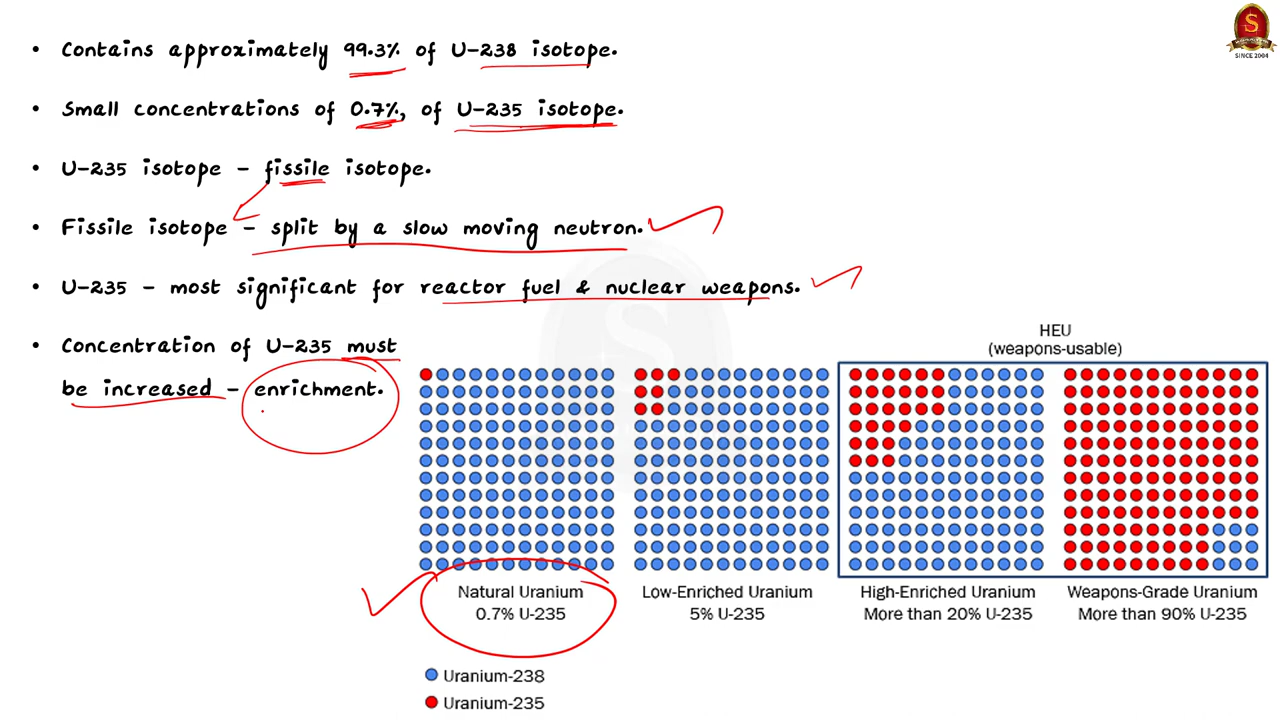 • Contains approximately 99.3% of U-238 isotope.
• Small concentrations of 0.7%, of U-235 isotope.
• U-235 isotope - fissile isotope.
• Fissile isotope - split by a slow moving neutron.
• U-235 - most significant for reactor fuel & nuclear weapons.
• Concentration of U-235 must
be increased - enrichment.
HEU
(weapons-usable)
Natural Uranium
0.7% U-235
Low-Enriched Uranium
5% U-235
High-Enriched Uranium
More than 20% U-235
Weapons-Grade Uranium
More than 90% U-235
Uranium-238
Uranium-235
S
SINCE 2004